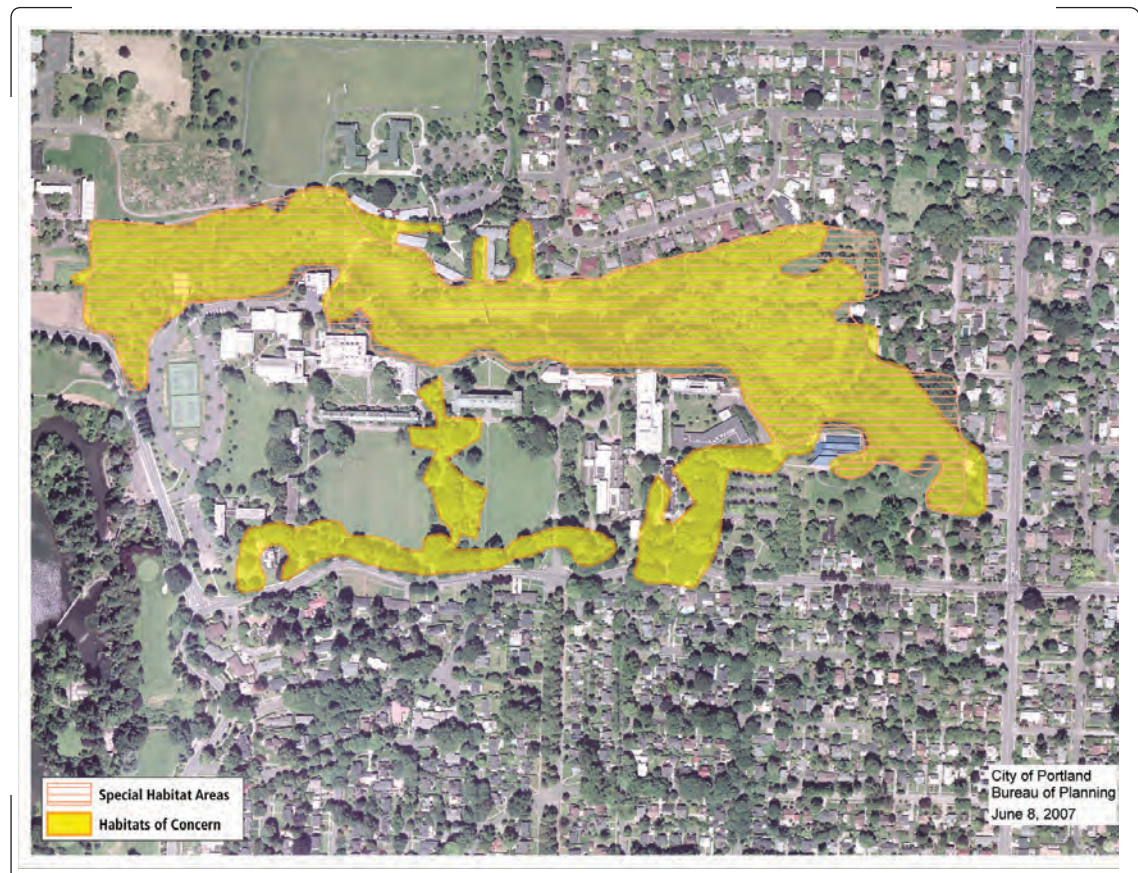 Special Habitat Areas
Habitats of Concern
City of Portland
Bureau of Planning
June 8, 2007